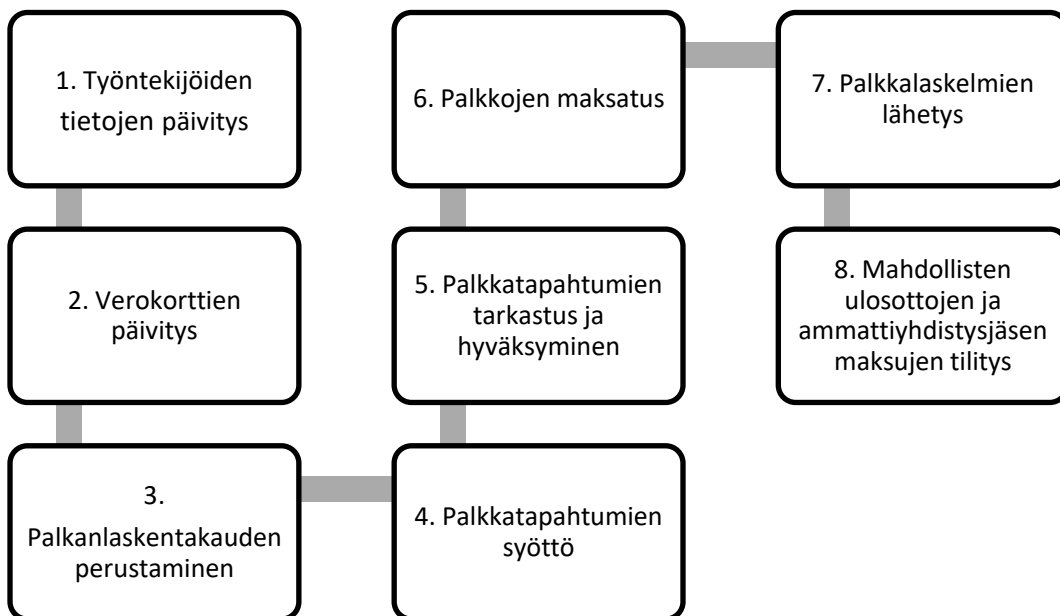 1. Työntekijöiden
tietojen päivitys
2. Verokorttien
päivitys
3.
Palkanlaskentakauden
perustaminen
4. Palkkatapahtumien
syöttö
5. Palkkatapahtumien
tarkastus ja
hyväksyminen
6. Palkkojen maksatus
7. Palkkalaskelmien
lähetys
8. Mahdollisten
ulosottojen ja
ammattiyhdistysjäsen
maksujen tilitys